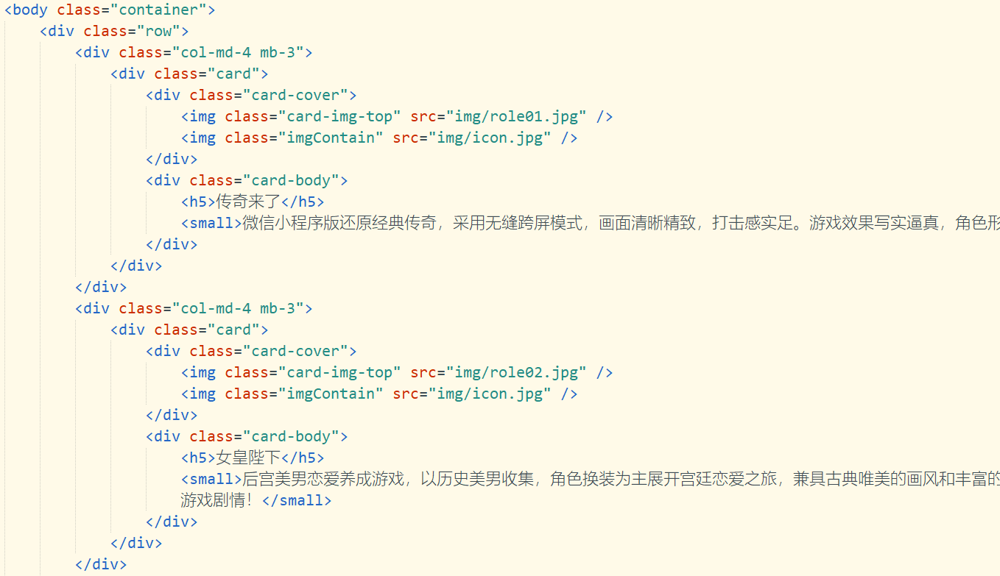 <body class="container">
<div class="row">
<div class="col-md-4 mb-3">
<div class="card">
<div class="card-cover">
<img class="card-img-top" src="img/role01.jpg" />
<img class="imgContain" src="img/icon.jpg" />
</div>
<div class="card-body">
<h5>传奇来了</h5>
<small>微信小程序版还原经典传奇，采用无缝跨屏模式，画面清晰精致，打击感实足。游戏效果写实逼真，角色形
</div>
</div>
</div>
<div class="col-md-4 mb-3">
<div class="card">
<div class="card-cover">
<img class="card-img-top" src="img/role02.jpg" />
<img class="imgContain" src="img/icon.jpg" />
</div>
<div class="card-body">
<h5>女皇陛下</h5>
<small>后宫美男恋爱养成游戏，以历史美男收集，角色换装为主展开宫廷恋爱之旅，兼具古典唯美的画风和丰富的
游戏剧情！</small>
</div>
</div>
</div>